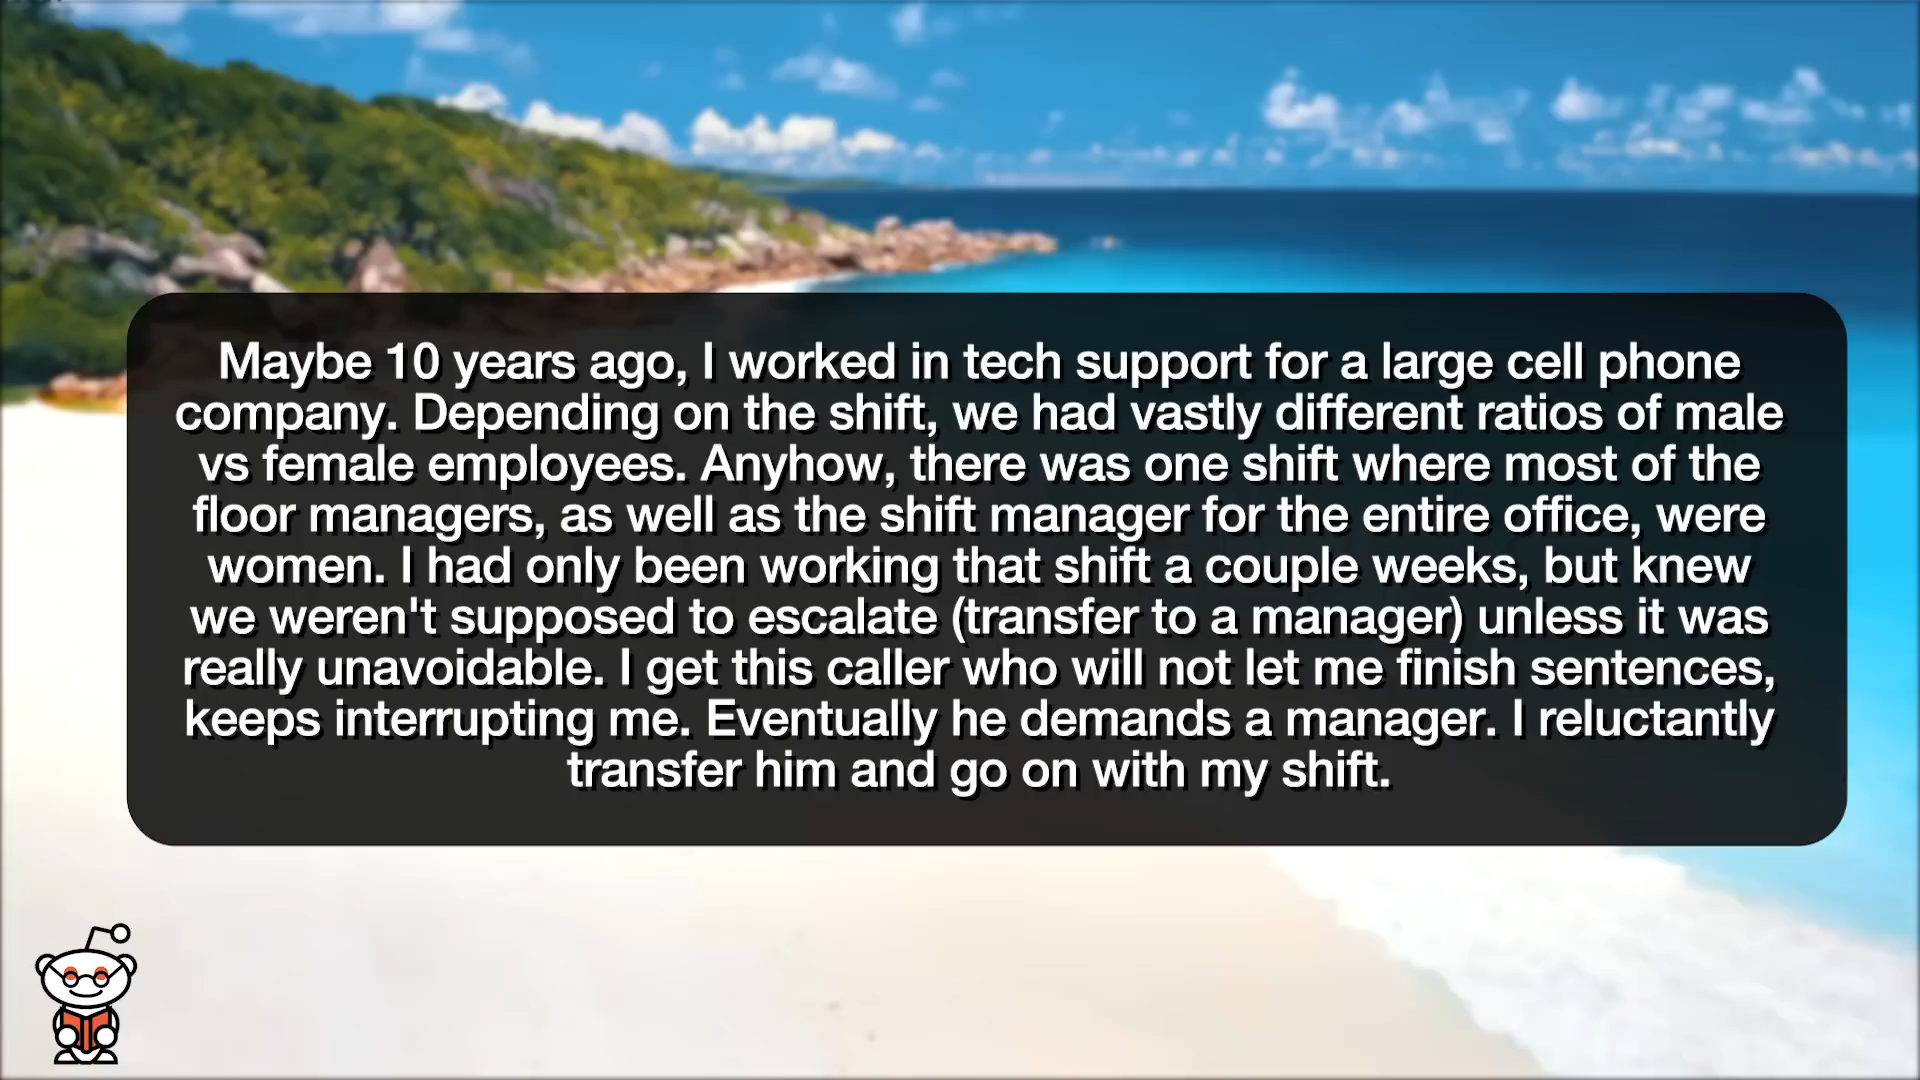 Maybe 10 years ago, I worked in tech support for a large cell phone
company. Depending on the shift, we had vastly different ratios of male
vs female employees. Anyhow, there was one shift where most of the
floor managers, as well as the shift manager for the entire office, were
women. I had only been working that shift a couple weeks, but knew
we weren't supposed to escalate (transfer to a manager) unless it was
really unavoidable. I get this caller who will not let me finish sentences,
keeps interrupting me. Eventually he demands a manager. I reluctantly
transfer him and go on with my shift.